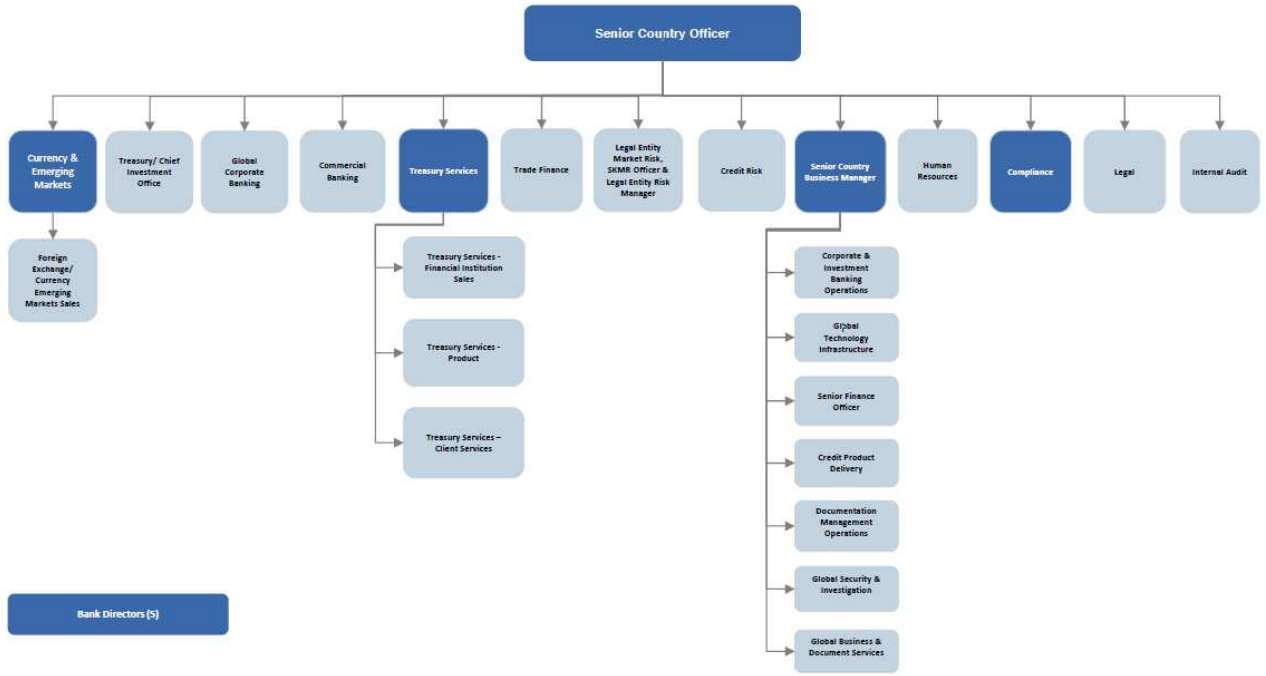 Senior Country Officer
Currency &
Emerging
Markets
Treasury/ Chief
Investment
Office
Global
Corporate
Banking
Commercial
Banking
Treasury Services
Trade Finance
Legal Entity
Market Risk,
SKMR Officer &
Legal Entity Risk
Manager
Credit Risk
Senior Country
Business Manager
Human
Resources
Compliance
Legal
Internal Audit
Foreign
Exchange/
Currency
Emerging
Markets Sales
Treasury Services -
Financial Institution
Sales
Treasury Services -
Product
Treasury Services –
Client Services
Corporate &
Investment
Banking
Operations
Global
Technology
Infrastructure
Senior Finance
Officer
Credit Product
Delivery
Documentation
Management
Operations
Global Security &
Investigation
Global Business &
Document Services
Bank Directors (5)